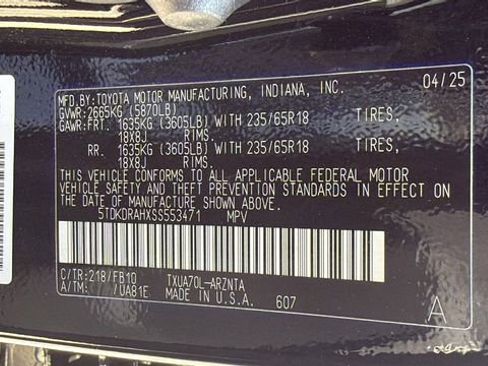 MFD.BY:TOYOTA MOTOR MANUFACTURING, INDIANA, INC. 04/25
GVWR:2665KG (5870LB)
GAWR:FRT. 1635KG (3605LB) WITH 235/65R18 TIRES,
18X8J RIMS.
RR. 1635KG (3605LB) WITH 235/65R18 TIRES,
18X8J RIMS.
THIS VEHICLE CONFORMS TO ALL APPLICABLE FEDERAL MOTOR
VEHICLE SAFETY AND THEFT PREVENTION STANDARDS IN EFFECT ON
THE DATE OF MANUFACTURE SHOWN ABOVE.
5TDKDRAHXSS553471 MPV
C/TR:218/FB10 TXUA70L-ARZNTA
A/TM: /UA81E MADE IN U.S.A. 607
A